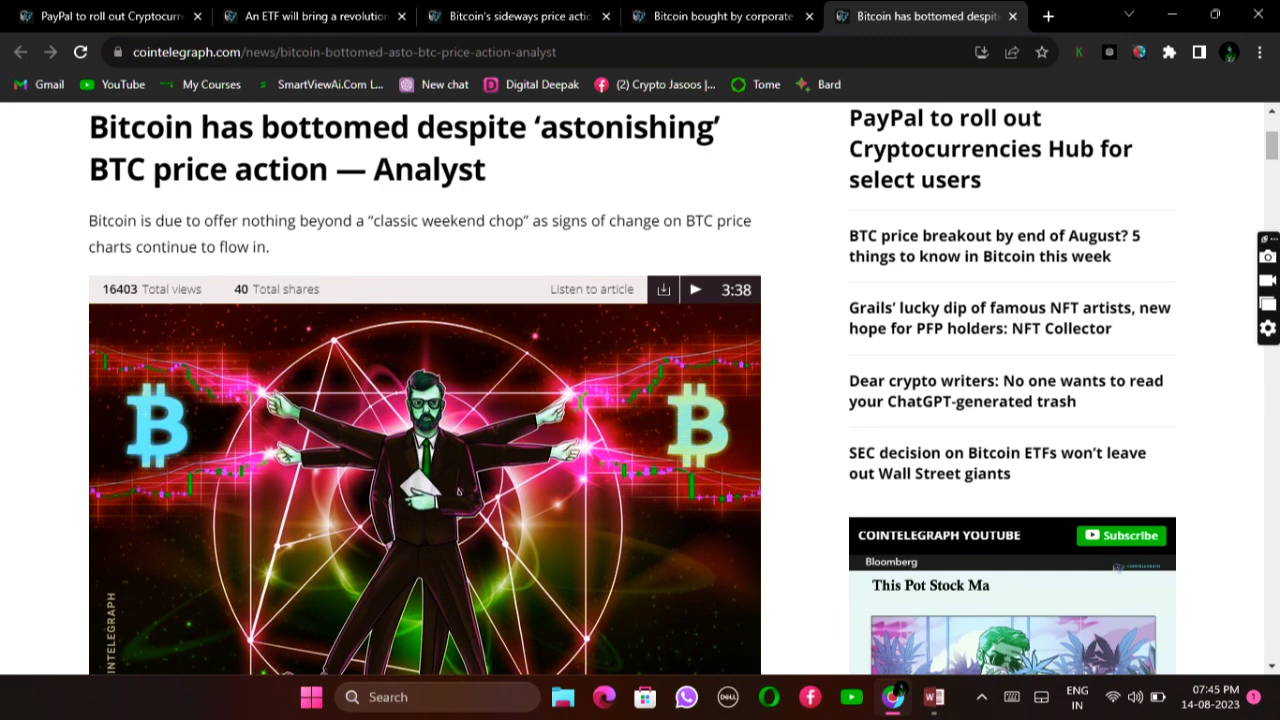 PayPal to roll out Cryptocurr
An ETF will bring a revolution
Bitcoin's sideways price actio
Bitcoin bought by corporate
Bitcoin has bottomed despite
cointelegraph.com/news/bitcoin-bottomed-asto-btc-price-action-analyst
K
Gmail
YouTube
My Courses
SmartViewAi.Com L...
New chat
Digital Deepak
(2) Crypto Jasoos |...
Tome
Bard
Bitcoin has bottomed despite ‘astonishing’
BTC price action — Analyst
Bitcoin is due to offer nothing beyond a “classic weekend chop” as signs of change on BTC price
charts continue to flow in.
16403 Total views
40 Total shares
Listen to article
3:38
INTELEGRAPH
PayPal to roll out
Cryptocurrencies Hub for
select users
BTC price breakout by end of August? 5
things to know in Bitcoin this week
Grails’ lucky dip of famous NFT artists, new
hope for PFP holders: NFT Collector
Dear crypto writers: No one wants to read
your ChatGPT-generated trash
SEC decision on Bitcoin ETFs won’t leave
out Wall Street giants
COINTELEGRAPH YOUTUBE
Subscribe
Bloomberg
COINTELEGRAPH
This Pot Stock Ma
Search
DELL
W
ENG
IN
07:45 PM
14-08-2023
1